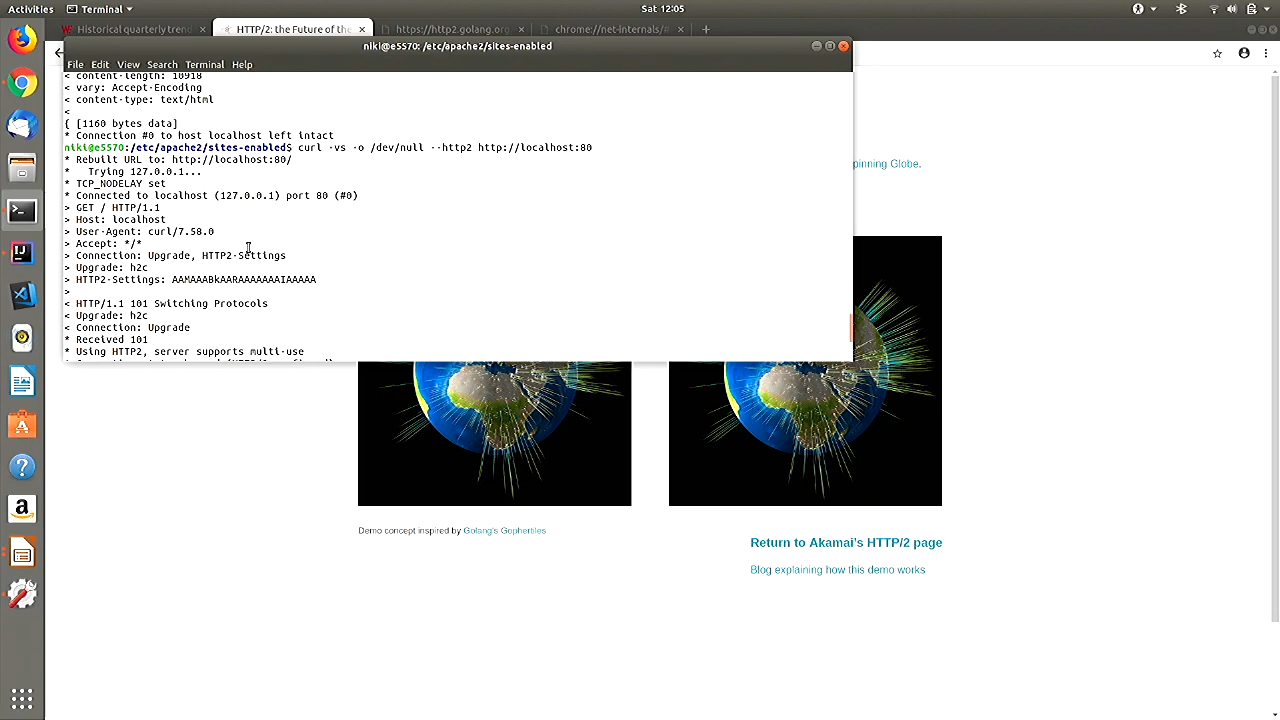 Activities
Terminal
Sat 12:05
Historical quarterly tren
HTTP/2: the Future of the
https://http2.golang.org
chrome://net-internals/#
niki@e5570: /etc/apache2/sites-enabled
File Edit View Search Terminal Help
< content-length: 10918
< vary: Accept-Encoding
< content-type: text/html
<
{ [1160 bytes data]
* Connection #0 to host localhost left intact
niki@e5570:/etc/apache2/sites-enabled$ curl -vs -o /dev/null --http2 http://localhost:80
* Rebuilt URL to: http://localhost:80/
* Trying 127.0.0.1...
* TCP_NODELAY set
* Connected to localhost (127.0.0.1) port 80 (#0)
> GET / HTTP/1.1
> Host: localhost
> User-Agent: curl/7.58.0
> Accept: */*
> Connection: Upgrade, HTTP2-Settings
> Upgrade: h2c
> HTTP2-Settings: AAMAAABkAARAAAAAAAIAAAAA
>
< HTTP/1.1 101 Switching Protocols
< Upgrade: h2c
< Connection: Upgrade
* Received 101
* Using HTTP2, server supports multi-use
pinning Globe.
Demo concept inspired by Golang's Gophertiles
Return to Akamai's HTTP/2 page
Blog explaining how this demo works